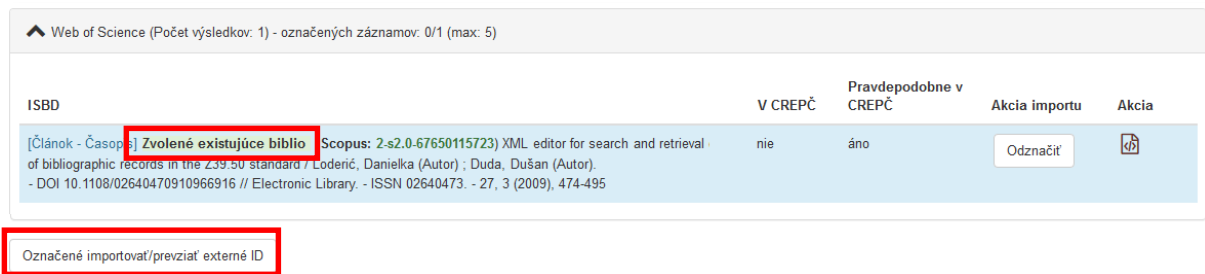 Web of Science (Počet výsledkov: 1) - označených záznamov: 0/1 (max: 5)
ISBD V CREPČ Pravdepodobne v CREPČ Akcia importu Akcia
[Článok - Časopis] Zvolené existujúce biblio Scopus: 2-s2.0-67650115723) XML editor for search and retrieval nie áno Odznačiť
of bibliographic records in the Z39.50 standard / Loderić, Danielka (Autor) ; Duda, Dušan (Autor).
- DOI 10.1108/02640470910966916 // Electronic Library. - ISSN 02640473. - 27, 3 (2009), 474-495
Označené importovať/prevziať externé ID